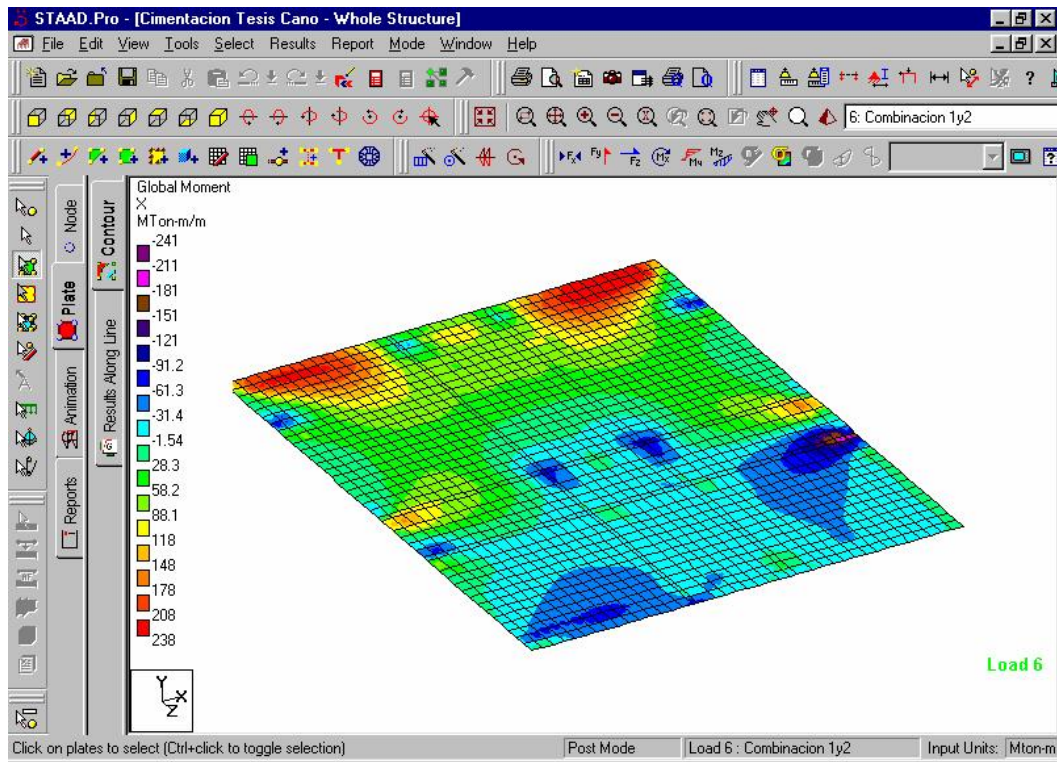 STAAD.Pro - [Cimentacion Tesis Cano - Whole Structure]
File Edit View Tools Select Results Report Mode Window Help
6: Combinacion 1y2
Node
Plate
Animation
Reports
Contour
Results Along Line
Global Moment
X
MTon-m/m
-241
-211
-181
-151
-121
-91.2
-61.3
-31.4
-1.54
28.3
58.2
88.1
118
148
178
208
238
Y
X
Z
Load 6
Click on plates to select (Ctrl+click to toggle selection) Post Mode Load 6 : Combinacion 1y2 Input Units: Mton-m